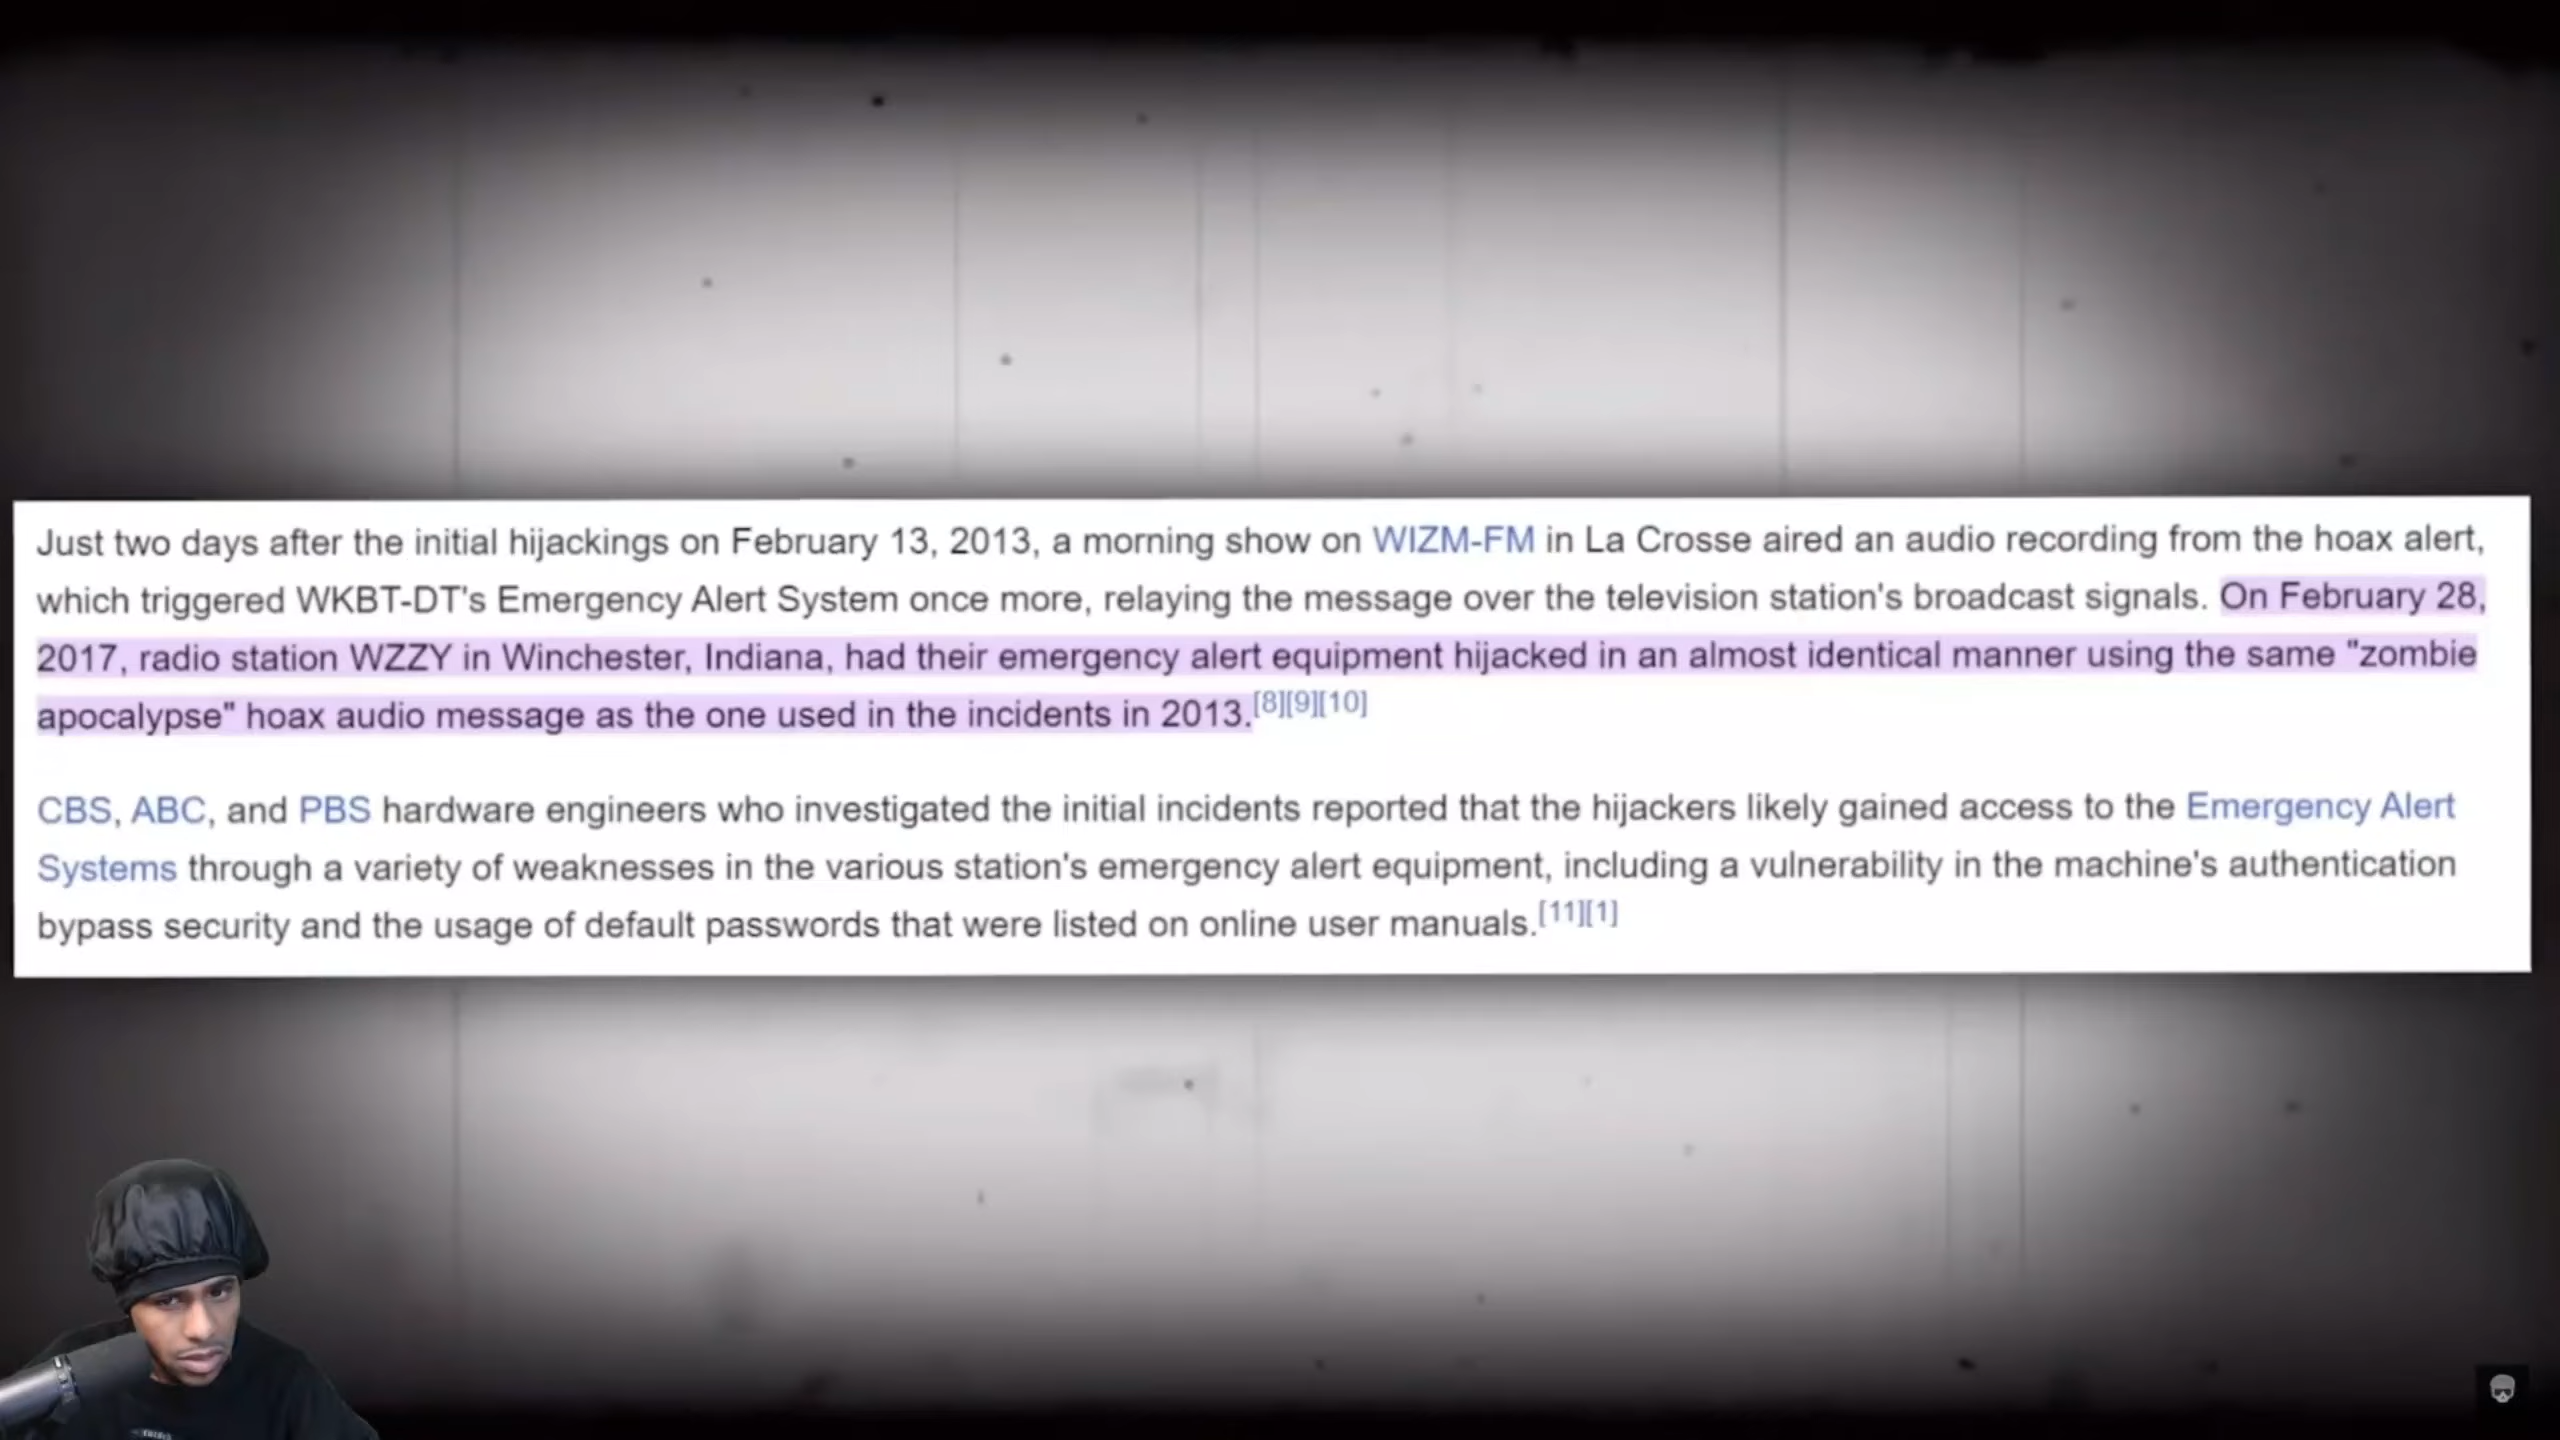 Just two days after the initial hijackings on February 13, 2013, a morning show on WIZM-FM in La Crosse aired an audio recording from the hoax alert,
which triggered WKBT-DT's Emergency Alert System once more, relaying the message over the television station's broadcast signals. On February 28,
2017, radio station WZZY in Winchester, Indiana, had their emergency alert equipment hijacked in an almost identical manner using the same "zombie
apocalypse" hoax audio message as the one used in the incidents in 2013.[8][9][10]
CBS, ABC, and PBS hardware engineers who investigated the initial incidents reported that the hijackers likely gained access to the Emergency Alert
Systems through a variety of weaknesses in the various station's emergency alert equipment, including a vulnerability in the machine's authentication
bypass security and the usage of default passwords that were listed on online user manuals.[11][1]